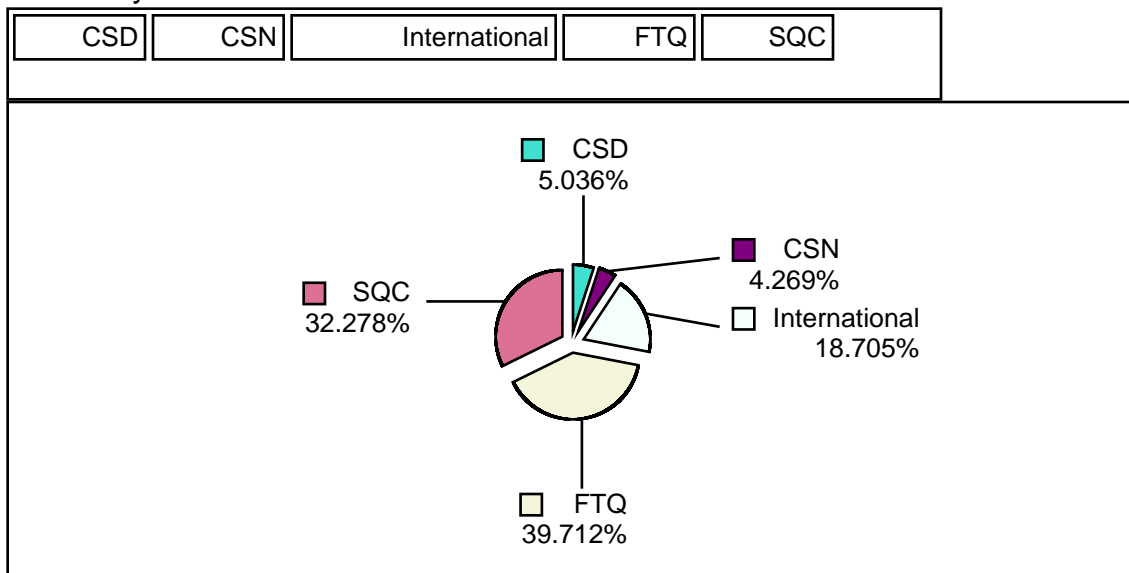 CSD CSN International FTQ SQC
CSD
5.036%
CSN
4.269%
SQC
32.278%
International
18.705%
FTQ
39.712%